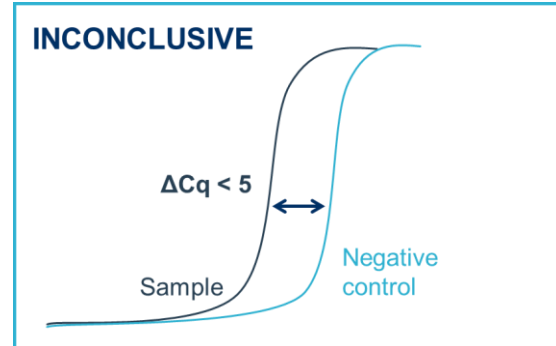 INCONCLUSIVE
ΔCq < 5
Sample
Negative
control